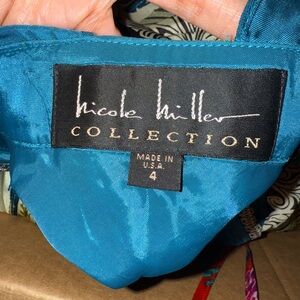 nicole miller
COLLECTION
MADE IN
U.S.A.
4